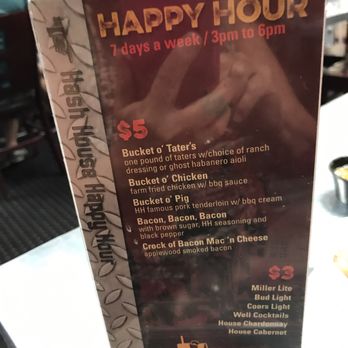 HAPPY HOUR
7 days a week / 3pm to 6pm
Hash House Happy Hour
$5
Bucket o' Tater's
one pound of taters w/choice of ranch
dressing or ghost habanero aioli
Bucket o' Chicken
farm fried chicken w/ bbq sauce
Bucket o' Pig
HH famous pork tenderloin w/ bbq cream
Bacon, Bacon, Bacon
with brown sugar, HH seasoning and
black pepper
Crock of Bacon Mac 'n Cheese
applewood smoked bacon
$3
Miller Lite
Bud Light
Coors Light
Well Cocktails
House Chardonnay
House Cabernet